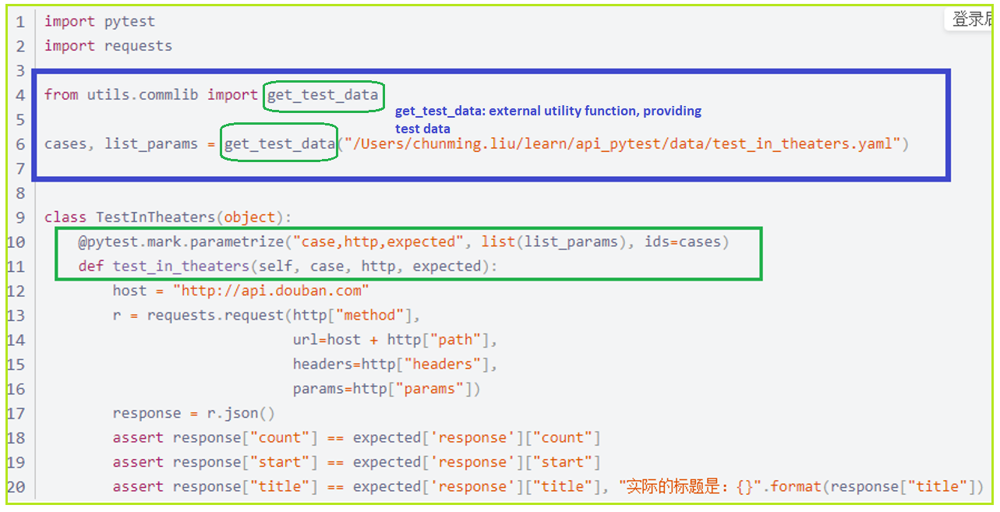 1 import pytest
登录后
2 import requests
3
4 from utils.commlib import get_test_data
get_test_data: external utility function, providing
5
test data
6 cases, list_params = get_test_data("/Users/chunming.liu/learn/api_pytest/data/test_in_theaters.yaml")
7
8
9 class TestInTheaters(object):
10 @pytest.mark.parametrize("case,http,expected", list(list_params), ids=cases)
11 def test_in_theaters(self, case, http, expected):
12 host = "http://api.douban.com"
13 r = requests.request(http["method"],
14 url=host + http["path"],
15 headers=http["headers"],
16 params=http["params"])
17 response = r.json()
18 assert response["count"] == expected['response']["count"]
19 assert response["start"] == expected['response']["start"]
20 assert response["title"] == expected['response']["title"], "实际的标题是：{}".format(response["title"])